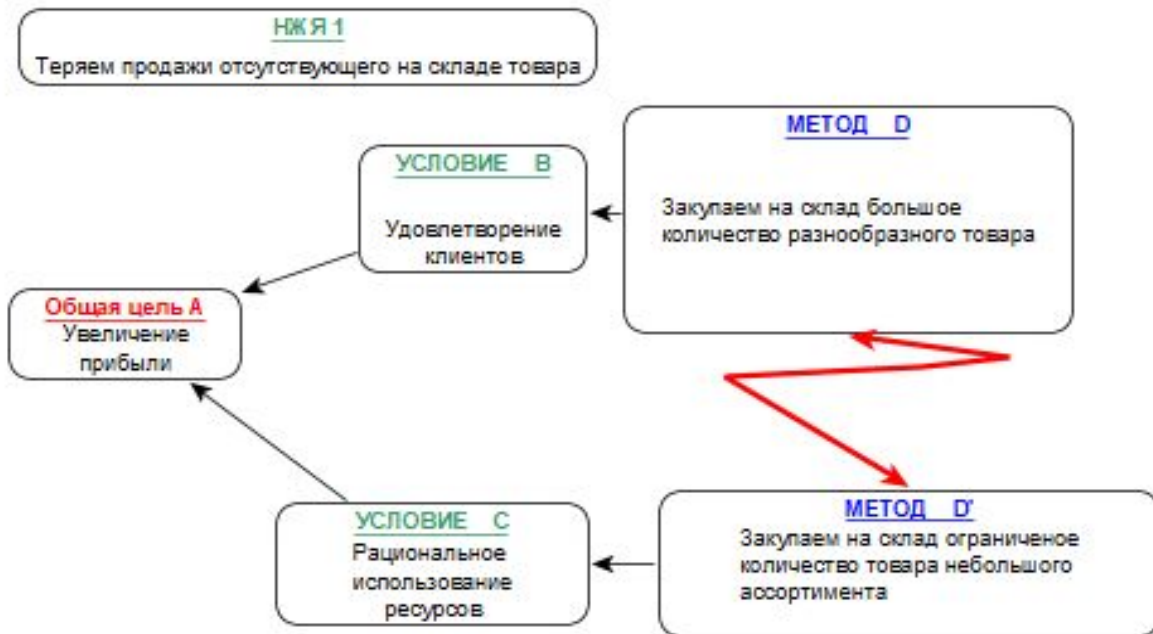 НЖЯ 1
Теряем продажи отсутствующего на складе товара
МЕТОД D
Закупаем на склад большое
количество разнообразного товара
УСЛОВИЕ B
Удовлетворение
клиентов
Общая цель А
Увеличение
прибыли
УСЛОВИЕ C
Рациональное
использование
ресурсов
МЕТОД D'
Закупаем на склад ограниченое
количество товара небольшого
ассортимента